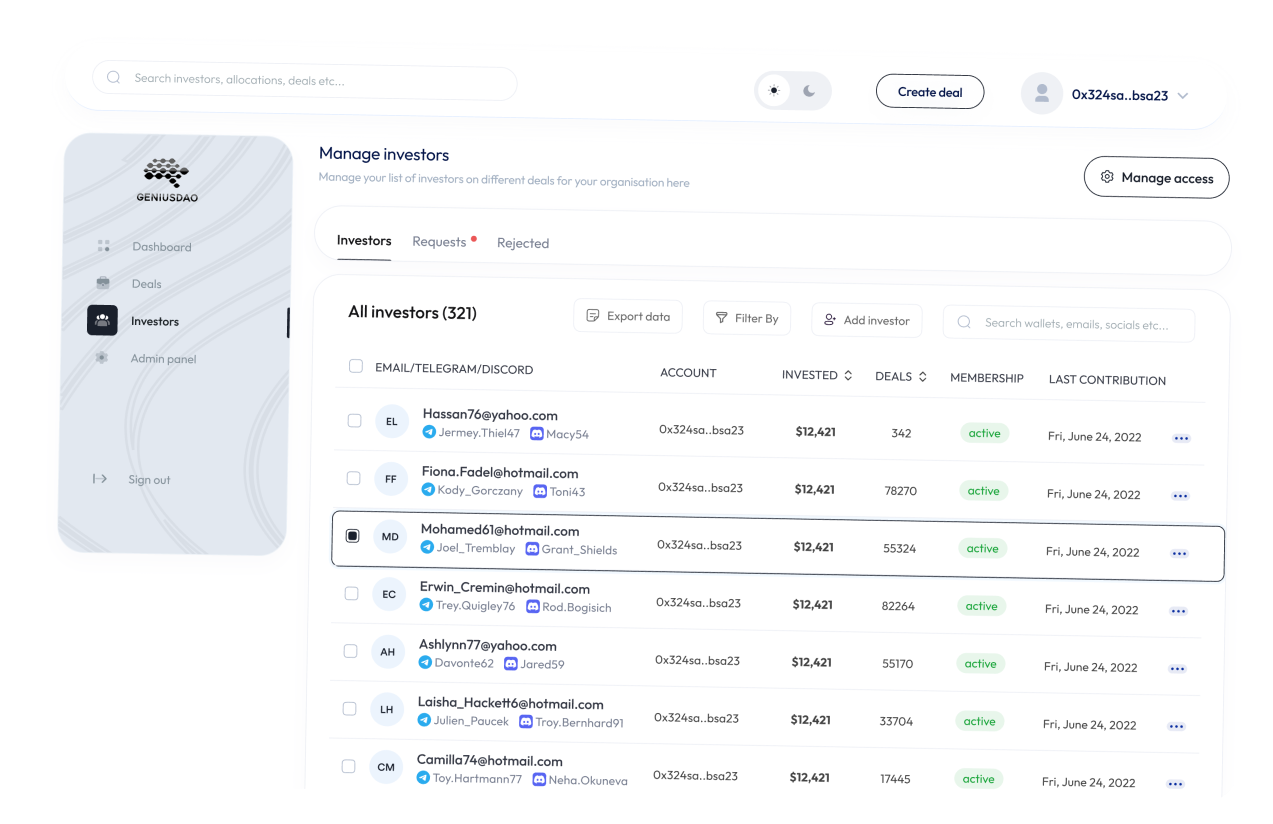 Search investors, allocations, deals etc...
Create deal
0x324sa..bsa23
GENIUSDAO
Dashboard
Deals
Investors
Admin panel
Sign out
Manage investors
Manage your list of investors on different deals for your organisation here
Manage access
Investors Requests Rejected
All investors (321)
Export data
Filter By
Add investor
Search wallets, emails, socials etc...
EMAIL/TELEGRAM/DISCORD ACCOUNT INVESTED DEALS MEMBERSHIP LAST CONTRIBUTION
EL Hassan76@yahoo.com 0x324sa..bsa23 $12,421 342 active Fri, June 24, 2022
Jermey.Thiel47 Macy54
FF Fiona.Fadel@hotmail.com 0x324sa..bsa23 $12,421 78270 active Fri, June 24, 2022
Kody_Gorczany Toni43
MD Mohamed61@hotmail.com 0x324sa..bsa23 $12,421 55324 active Fri, June 24, 2022
Joel_Tremblay Grant_Shields
EC Erwin_Cremin@hotmail.com 0x324sa..bsa23 $12,421 82264 active Fri, June 24, 2022
Trey.Quigley76 Rod.Bogisich
AH Ashlynn77@yahoo.com 0x324sa..bsa23 $12,421 55170 active Fri, June 24, 2022
Davonte62 Jared59
LH Laisha_Hackett6@hotmail.com 0x324sa..bsa23 $12,421 33704 active Fri, June 24, 2022
Julien_Paucek Troy.Bernhard91
CM Camilla74@hotmail.com 0x324sa..bsa23 $12,421 17445 active Fri, June 24, 2022
Toy.Hartmann77 Neha.Okuneva